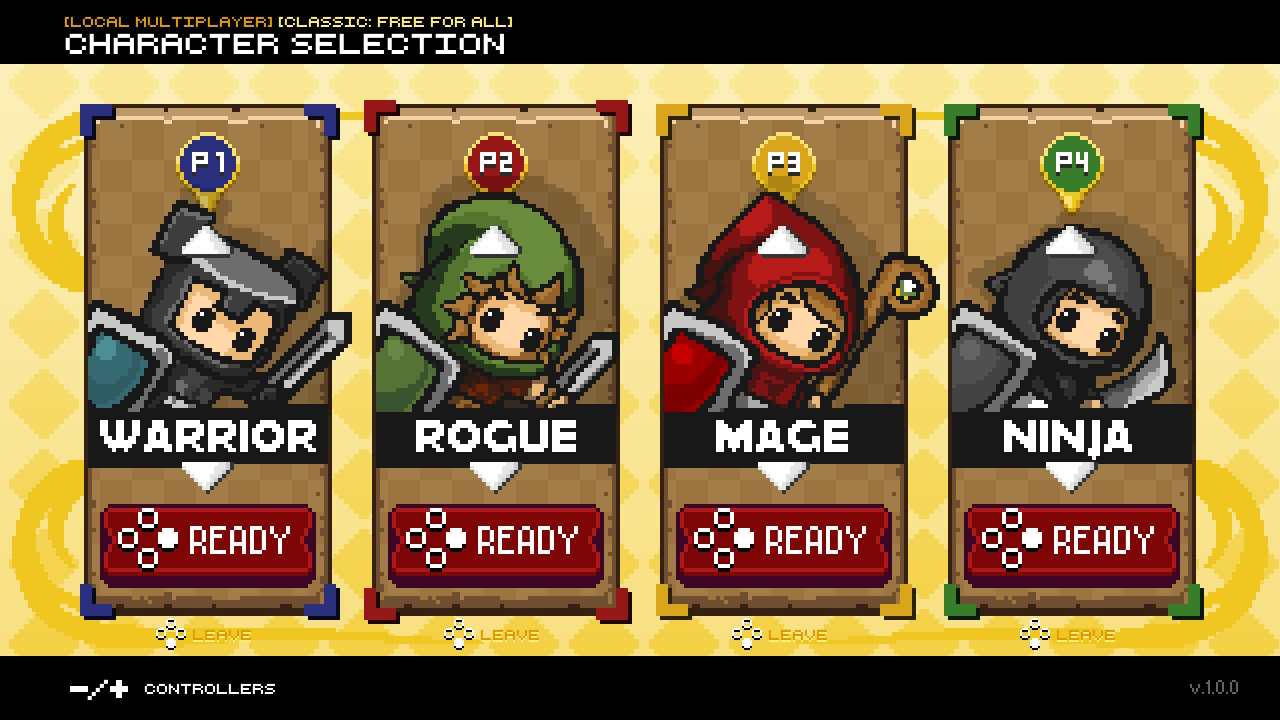 [LOCAL MULTIPLAYER] [CLASSIC: FREE FOR ALL]
CHARACTER SELECTION
P1 P2 P3 P4
WARRIOR ROGUE MAGE NINJA
READY READY READY READY
LEAVE LEAVE LEAVE LEAVE
-/+ CONTROLLERS v.1.0.0